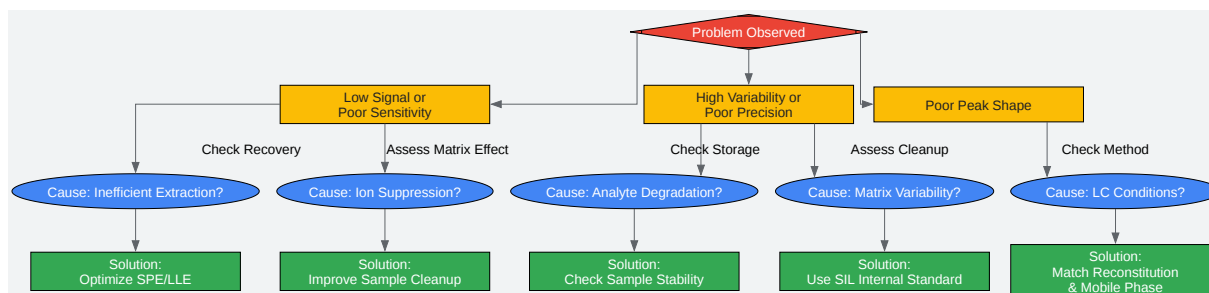 Problem Observed
Low Signal or
Poor Sensitivity
High Variability or
Poor Precision
Poor Peak Shape
Check Recovery
Assess Matrix Effect
Check Storage
Assess Cleanup
Check Method
Cause: Inefficient Extraction?
Cause: Ion Suppression?
Cause: Analyte Degradation?
Cause: Matrix Variability?
Cause: LC Conditions?
Solution:
Optimize SPE/LLE
Solution:
Improve Sample Cleanup
Solution:
Check Sample Stability
Solution:
Use SIL Internal Standard
Solution:
Match Reconstitution
& Mobile Phase